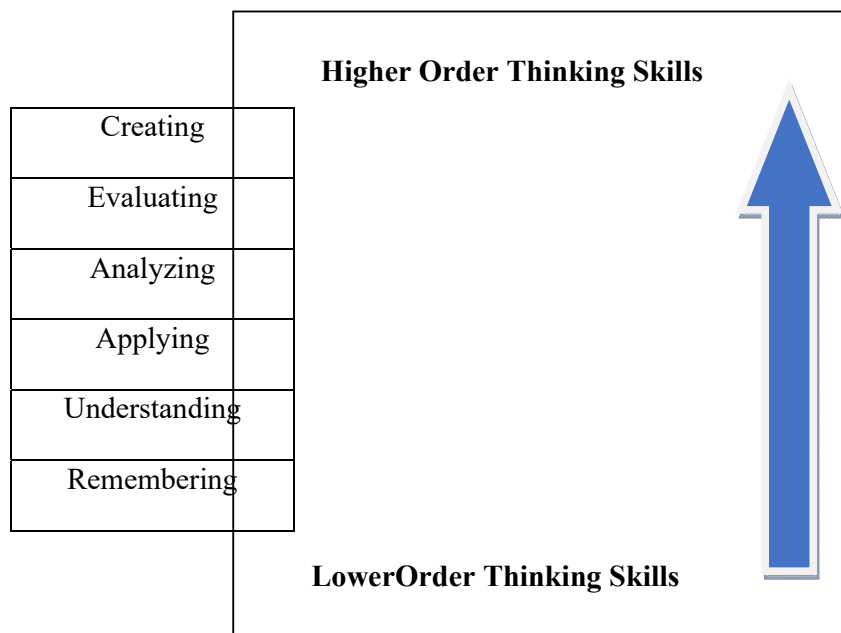 Higher Order Thinking Skills
Creating
Evaluating
Analyzing
Applying
Understanding
Remembering
LowerOrder Thinking Skills